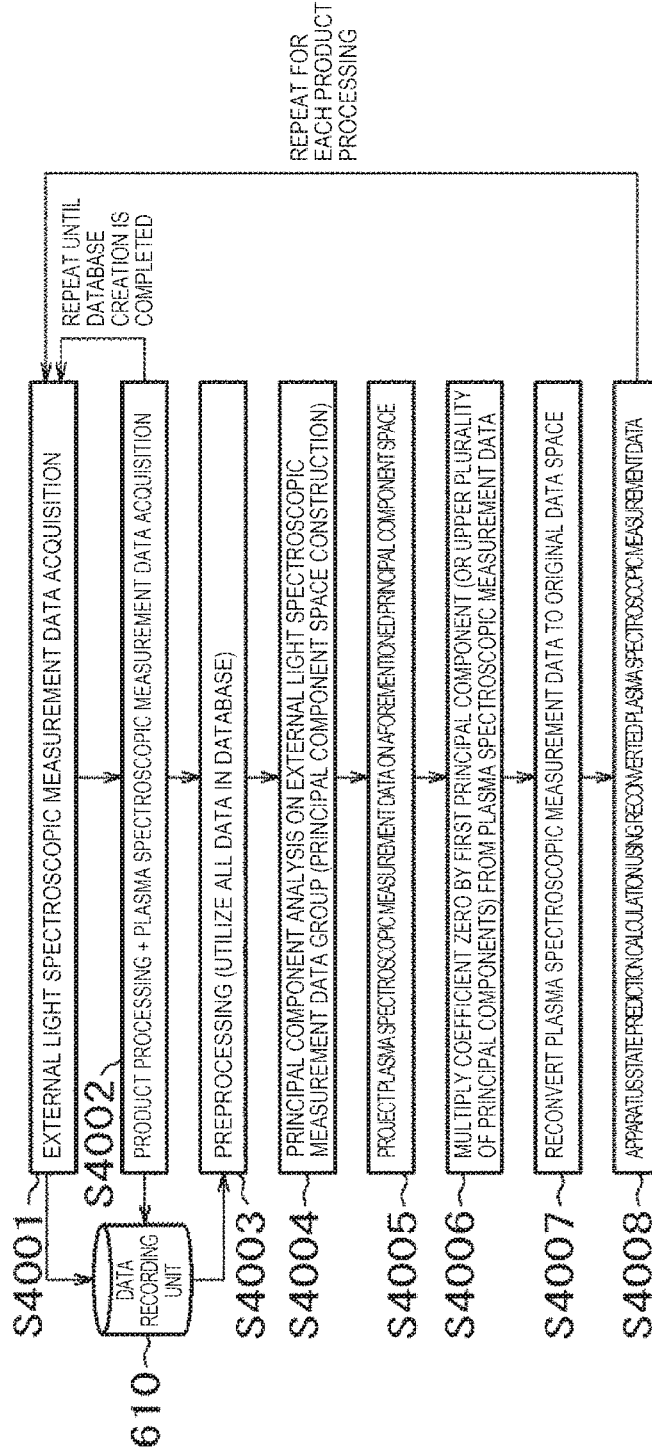 S4001
EXTERNAL LIGHT SPECTROSCOPIC MEASUREMENT DATA ACQUISITION
S4002
PRODUCT PROCESSING + PLASMA SPECTROSCOPIC MEASUREMENT DATA ACQUISITION
REPEAT UNTIL
DATABASE
CREATION IS
COMPLETED
REPEAT FOR
EACH PRODUCT
PROCESSING
DATA
RECORDING
UNIT
610
S4003
PREPROCESSING (UTILIZE ALL DATA IN DATABASE)
S4004
PRINCIPAL COMPONENT ANALYSIS ON EXTERNAL LIGHT SPECTROSCOPIC
MEASUREMENT DATA GROUP (PRINCIPAL COMPONENT SPACE CONSTRUCTION)
S4005
PROJECT PLASMA SPECTROSCOPIC MEASUREMENT DATA ON AFOREMENTIONED PRINCIPAL COMPONENT SPACE
S4006
MULTIPLY COEFFICIENT ZERO BY FIRST PRINCIPAL COMPONENT (OR UPPER PLURALITY
OF PRINCIPAL COMPONENTS) FROM PLASMA SPECTROSCOPIC MEASUREMENT DATA
S4007
RECONVERT PLASMA SPECTROSCOPIC MEASUREMENT DATA TO ORIGINAL DATA SPACE
S4008
APPARATUS STATE PREDICTION CALCULATION USING RECONVERTED PLASMA SPECTROSCOPIC MEASUREMENT DATA